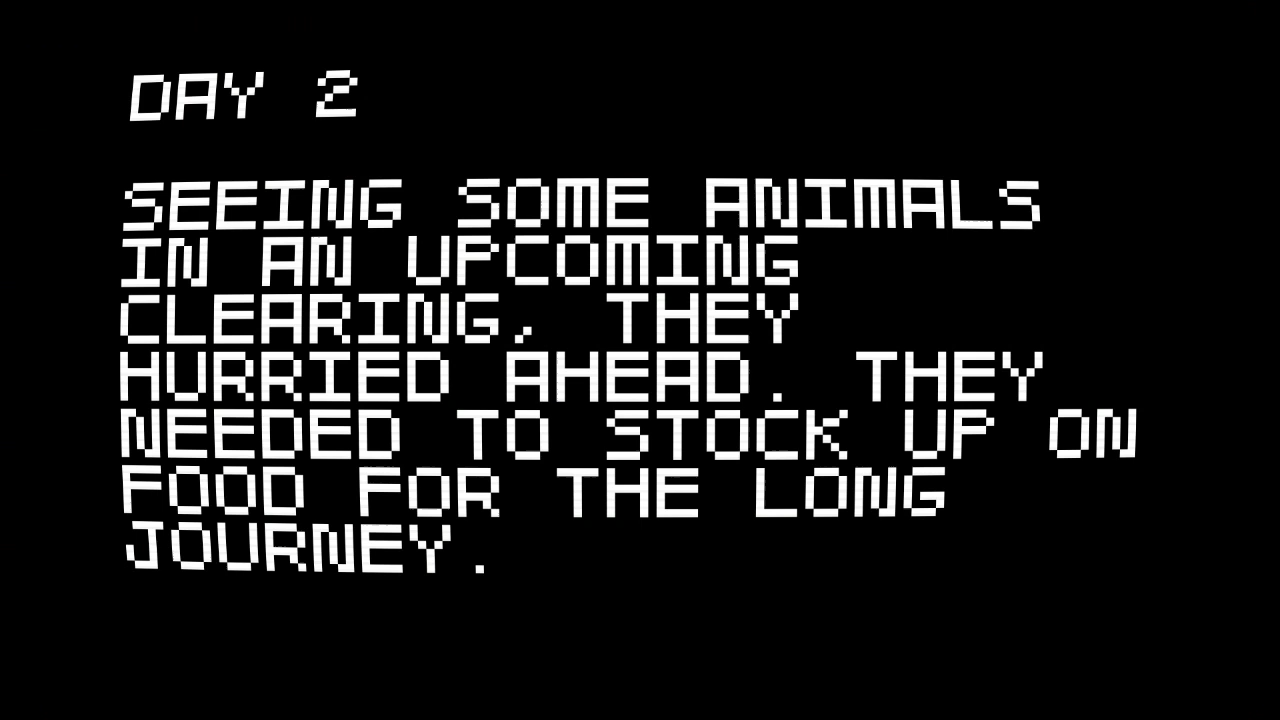 DAY 2
SEEING SOME ANIMALS
IN AN UPCOMING
CLEARING, THEY
HURRIED AHEAD. THEY
NEEDED TO STOCK UP ON
FOOD FOR THE LONG
JOURNEY.